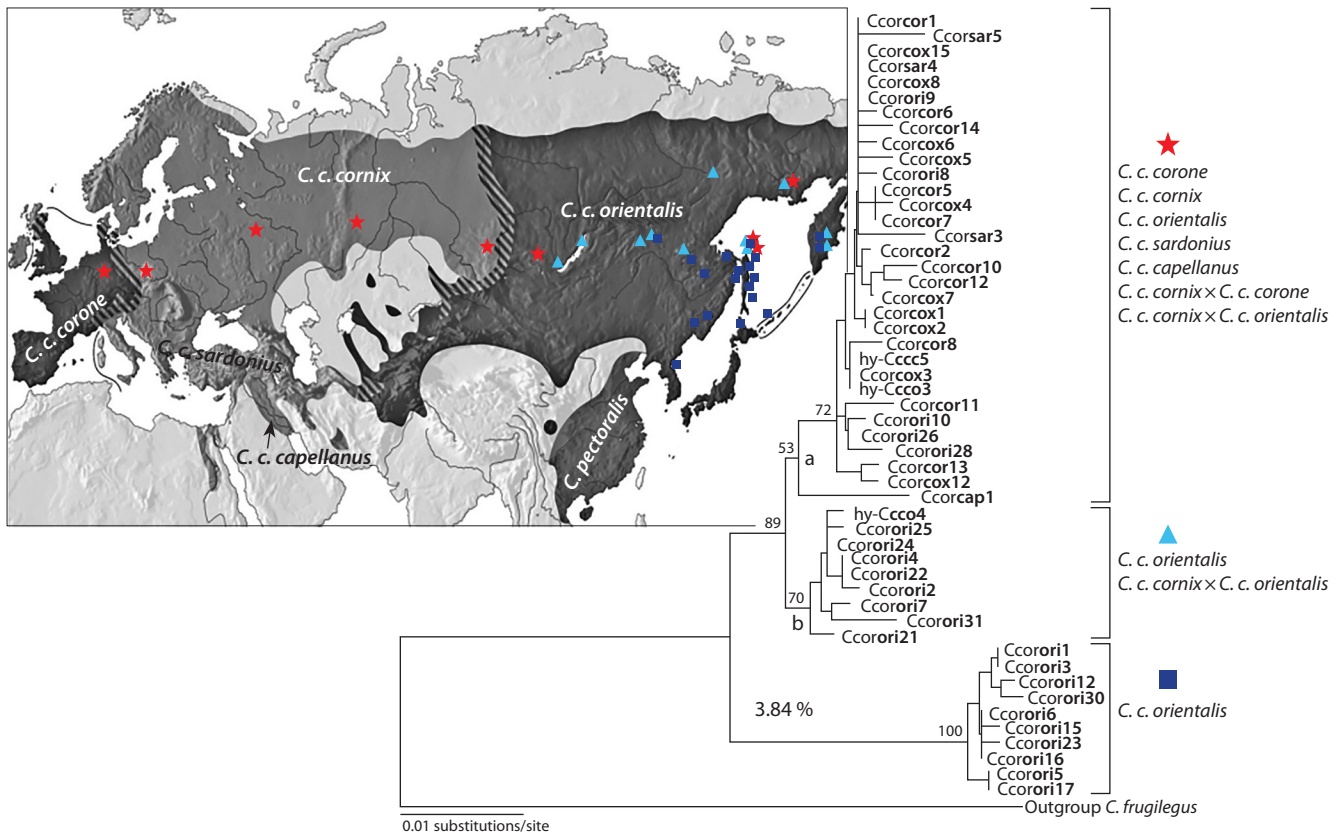 C. c. cornix
C. c. orientalis
C. c. corone
C. c. sardonius
C. c. capellanus
C. pectoralis
Ccorcor1
Ccorsar5
Ccorcox15
Ccorsar4
Ccorcox8
Ccorori9
Ccorcor6
Ccorcor14
Ccorcox6
Ccorcox5
Ccorori8
Ccorcor5
Ccorcox4
Ccorcor7
Ccorsar3
Ccorcor2
Ccorcor10
Ccorcor12
Ccorcox7
Ccorcox1
Ccorcox2
Ccorcor8
hy-Cccc5
Ccorcox3
hy-Ccco3
Ccorcor11
Ccorori10
Ccorori26
Ccorori28
Ccorcor13
Ccorcox12
Ccorcap1
72
53
a
89
hy-Ccco4
Ccorori25
Ccorori24
Ccorori4
Ccorori22
Ccorori2
Ccorori7
Ccorori31
Ccorori21
70
b
Ccorori1
Ccorori3
Ccorori12
Ccorori30
Ccorori6
Ccorori15
Ccorori23
Ccorori16
Ccorori5
Ccorori17
3.84 %
100
Outgroup C. frugilegus
0.01 substitutions/site
C. c. corone
C. c. cornix
C. c. orientalis
C. c. sardonius
C. c. capellanus
C. c. cornix × C. c. corone
C. c. cornix × C. c. orientalis
C. c. orientalis
C. c. cornix × C. c. orientalis
C. c. orientalis